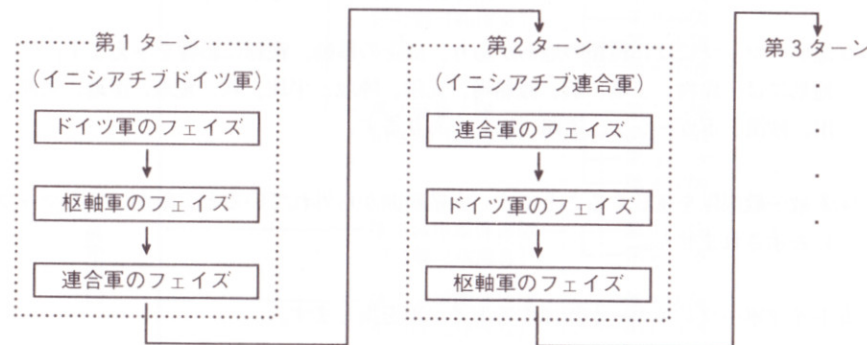 第1ターン
(イニシアチブドイツ軍)
ドイツ軍のフェイズ
枢軸軍のフェイズ
連合軍のフェイズ
第2ターン
(イニシアチブ連合軍)
連合軍のフェイズ
ドイツ軍のフェイズ
枢軸軍のフェイズ
第3ターン